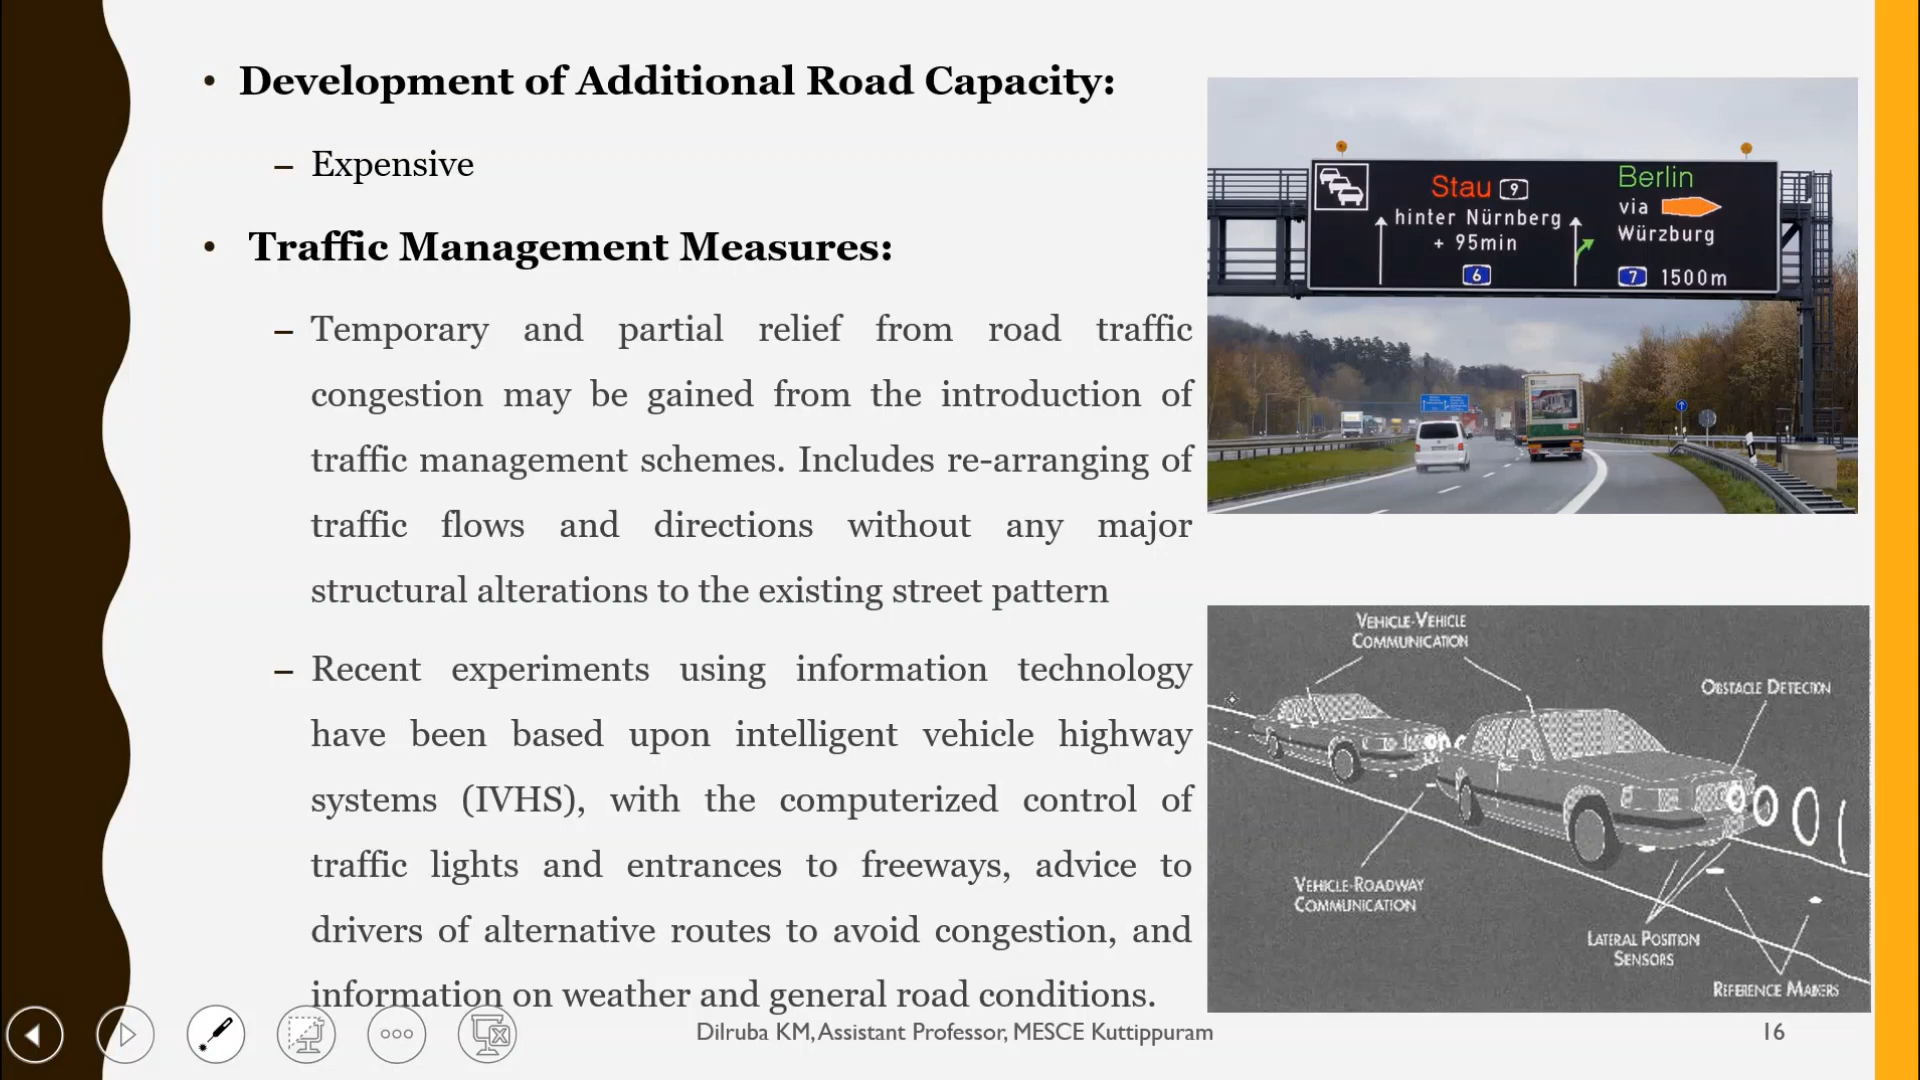 Development of Additional Road Capacity:
– Expensive
Traffic Management Measures:
– Temporary and partial relief from road traffic
congestion may be gained from the introduction of
traffic management schemes. Includes re-arranging of
traffic flows and directions without any major
structural alterations to the existing street pattern
– Recent experiments using information technology
have been based upon intelligent vehicle highway
systems (IVHS), with the computerized control of
traffic lights and entrances to freeways, advice to
drivers of alternative routes to avoid congestion, and
information on weather and general road conditions.
Stau 9
hinter Nürnberg
+ 95min
6
Berlin
via
Würzburg
7 1500m
VEHICLE-VEHICLE
COMMUNICATION
OBSTACLE DETECTION
VEHICLE-ROADWAY
COMMUNICATION
LATERAL POSITION
SENSORS
REFERENCE MAKERS
Dilruba KM, Assistant Professor, MESCE Kuttippuram
16